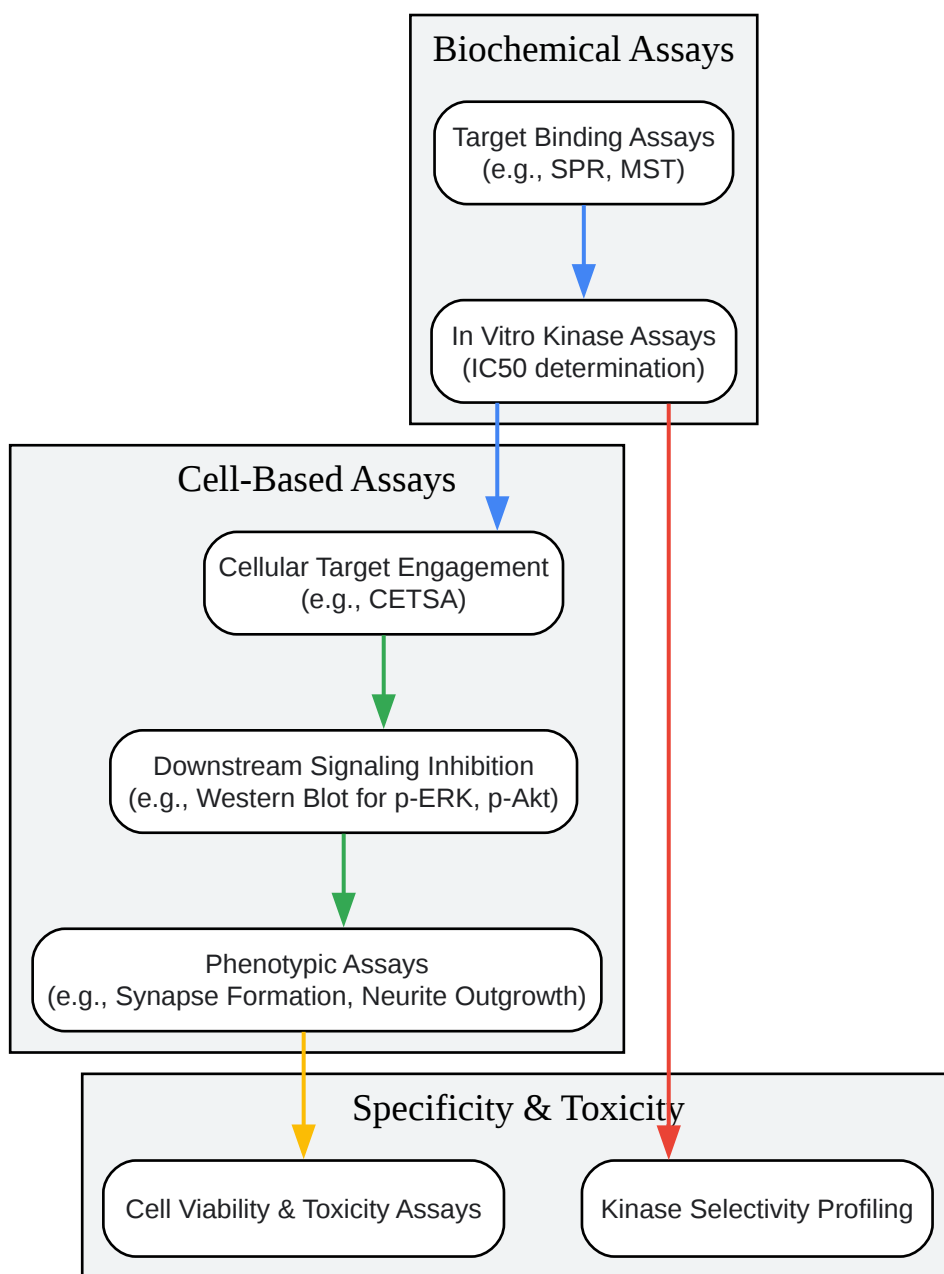 Biochemical Assays
Target Binding Assays
(e.g., SPR, MST)
In Vitro Kinase Assays
(IC50 determination)
Cell-Based Assays
Cellular Target Engagement
(e.g., CETSA)
Downstream Signaling Inhibition
(e.g., Western Blot for p-ERK, p-Akt)
Phenotypic Assays
(e.g., Synapse Formation, Neurite Outgrowth)
Specificity & Toxicity
Cell Viability & Toxicity Assays
Kinase Selectivity Profiling